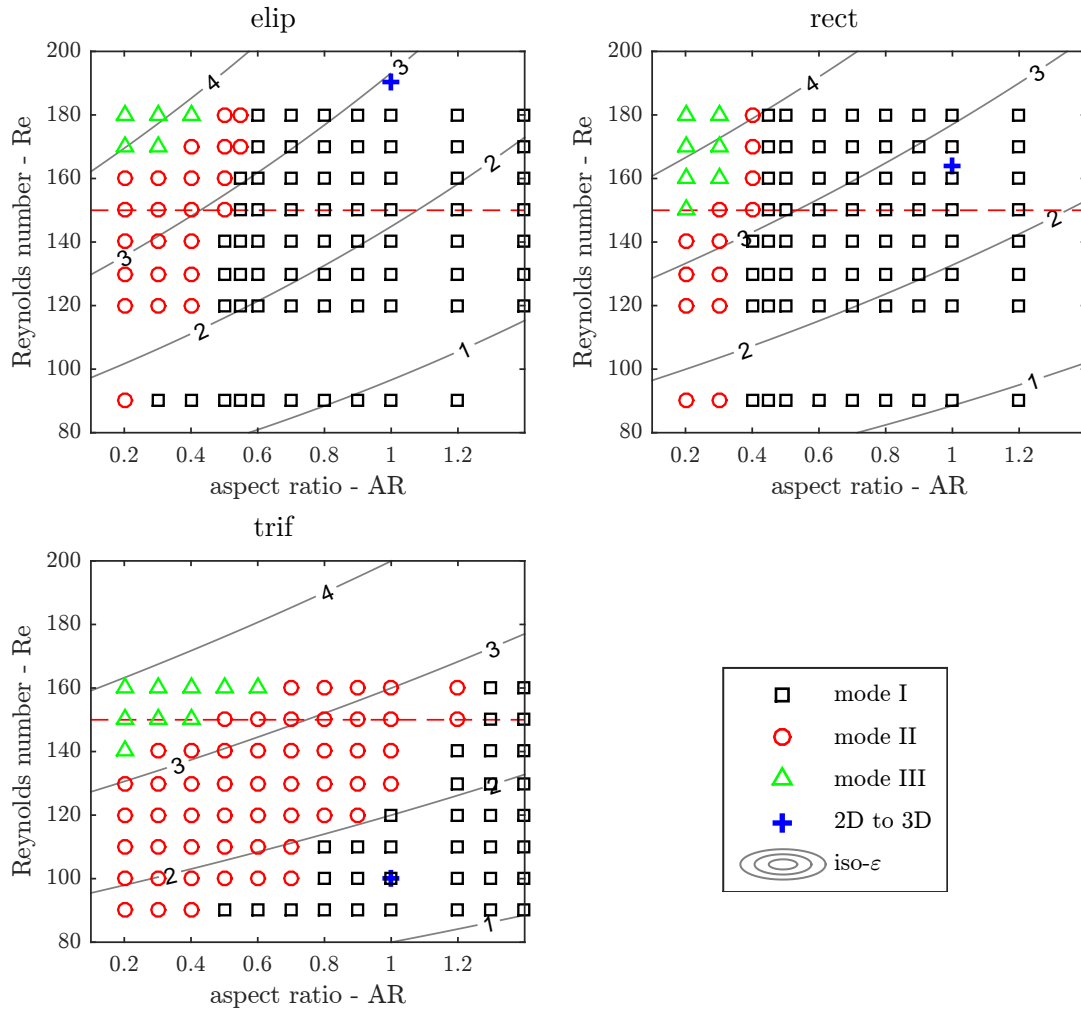 elip
200
180
160
140
120
100
80
Reynolds number - Re
4
3
3
2
2
1
0.2 0.4 0.6 0.8 1 1.2
aspect ratio - AR
rect
200
180
160
140
120
100
80
Reynolds number - Re
4
3
3
2
2
1
0.2 0.4 0.6 0.8 1 1.2
aspect ratio - AR
trif
200
180
160
140
120
100
80
Reynolds number - Re
4
3
3
2
2
1
0.2 0.4 0.6 0.8 1 1.2
aspect ratio - AR
mode I
mode II
mode III
2D to 3D
iso-ε